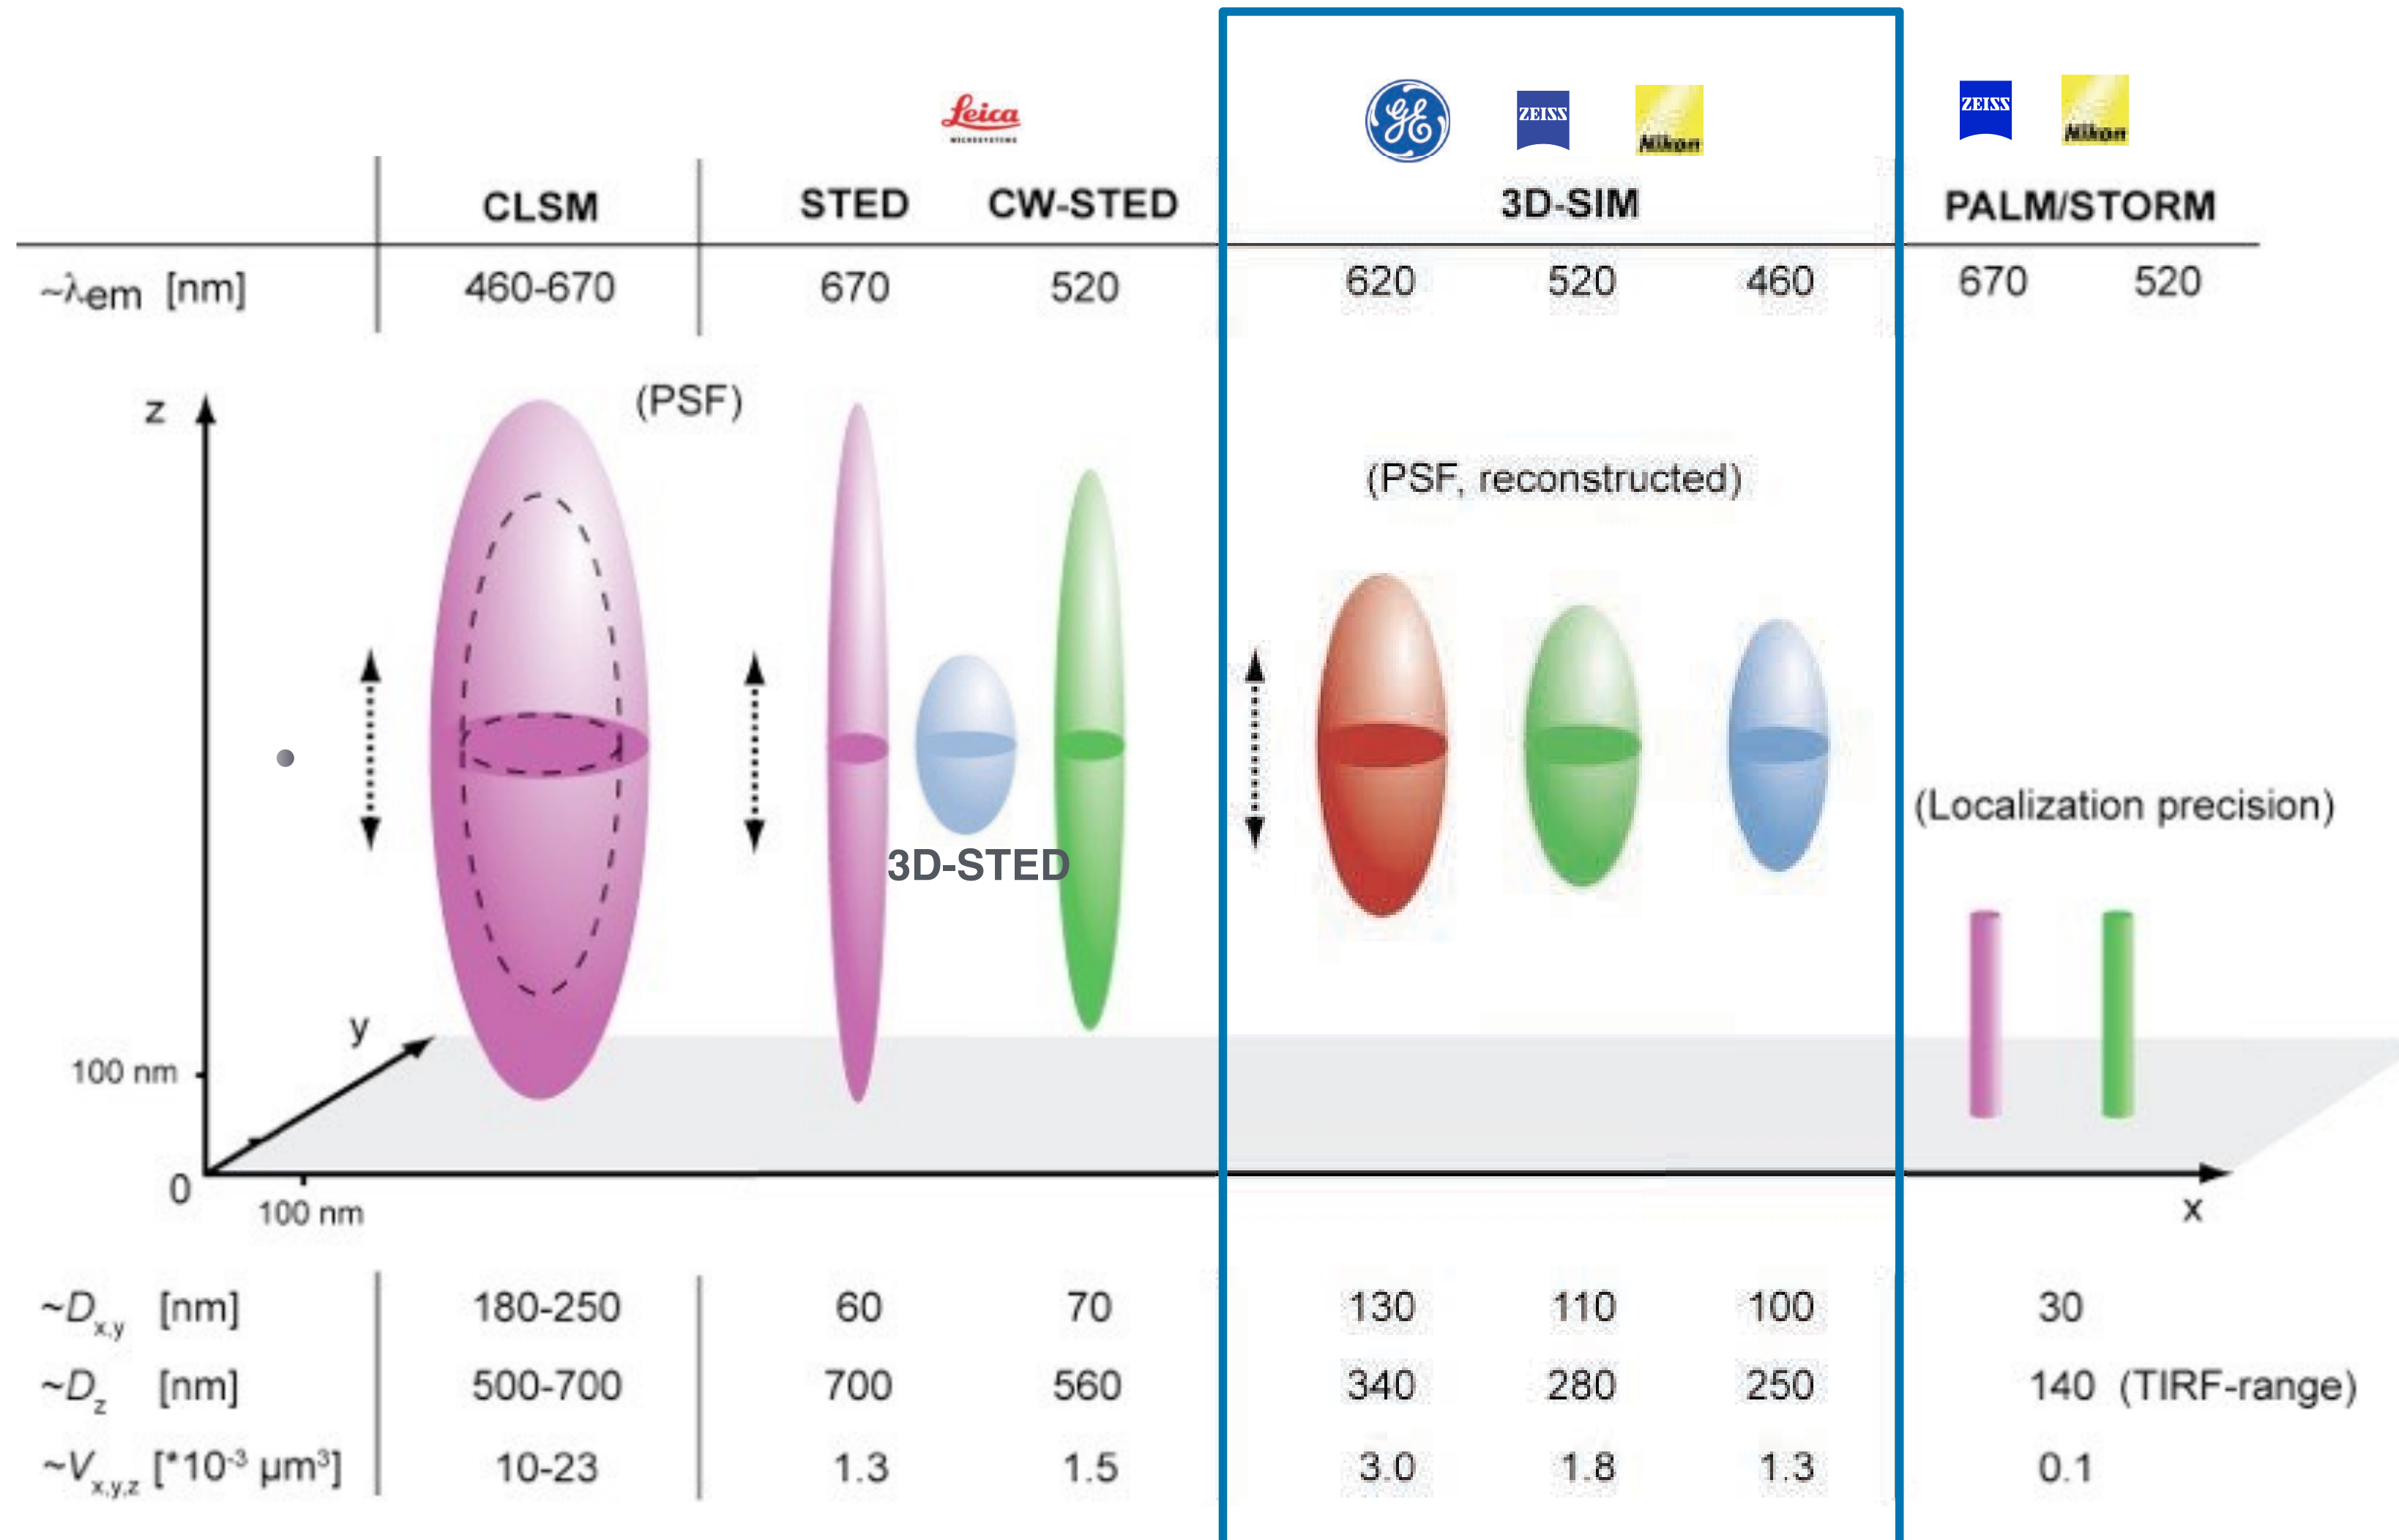 Leica
MICROSYSTEMS
GE
ZEISS
Nikon
ZEISS
Nikon
CLSM STED CW-STED 3D-SIM PALM/STORM
~λem [nm] 460-670 670 520 620 520 460 670 520
z
(PSF)
(PSF, reconstructed)
(Localization precision)
3D-STED
y
100 nm
0
100 nm
x
~Dx,y [nm] 180-250 60 70 130 110 100 30
~Dz [nm] 500-700 700 560 340 280 250 140 (TIRF-range)
~Vx,y,z [*10⁻³ µm³] 10-23 1.3 1.5 3.0 1.8 1.3 0.1